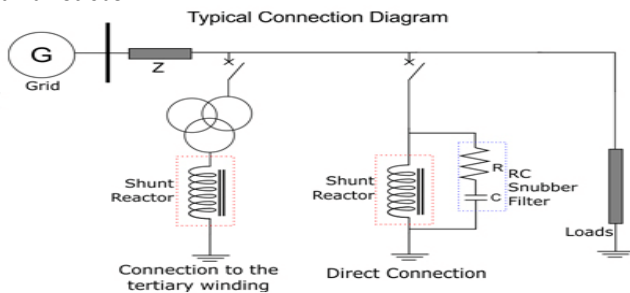 Typical Connection Diagram
G
Grid
Z
Shunt
Reactor
Connection to the
tertiary winding
Shunt
Reactor
R
C
RC
Snubber
Filter
Direct Connection
Loads